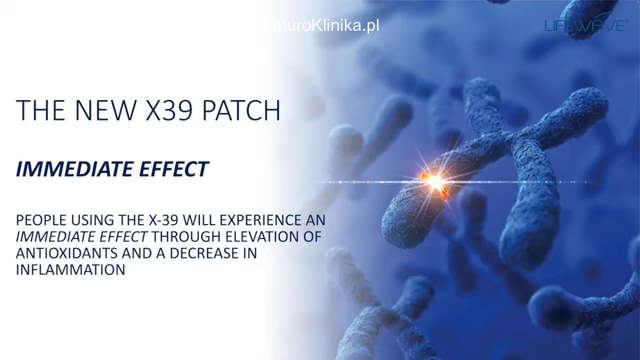 uroKlinika.pl
LIFEWAVE
THE NEW X39 PATCH
IMMEDIATE EFFECT
PEOPLE USING THE X-39 WILL EXPERIENCE AN
IMMEDIATE EFFECT THROUGH ELEVATION OF
ANTIOXIDANTS AND A DECREASE IN
INFLAMMATION